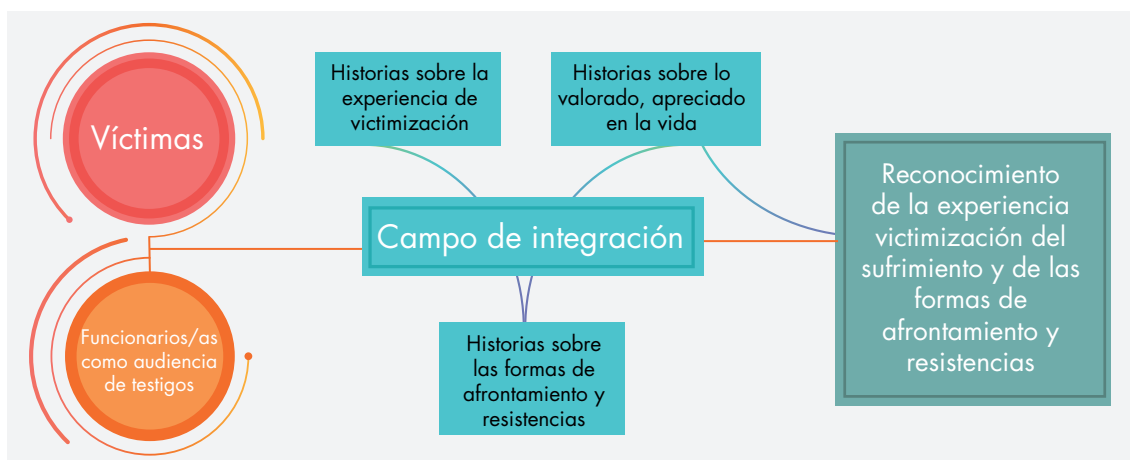 Víctimas
Funcionarios/as
como audiencia
de testigos
Historias sobre la
experiencia de
victimización
Historias sobre lo
valorado, apreciado
en la vida
Campo de integración
Historias sobre
las formas de
afrontamiento y
resistencias
Reconocimiento
de la experiencia
victimización del
sufrimiento y de las
formas de
afrontamiento y
resistencias